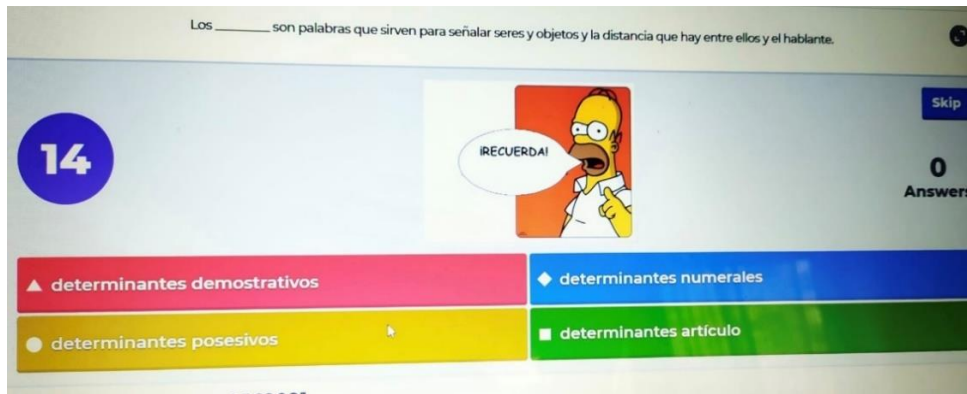 Los ________ son palabras que sirven para señalar seres y objetos y la distancia que hay entre ellos y el hablante.
Skip
14
¡RECUERDA!
0
Answers
determinantes demostrativos
determinantes numerales
determinantes posesivos
determinantes artículo